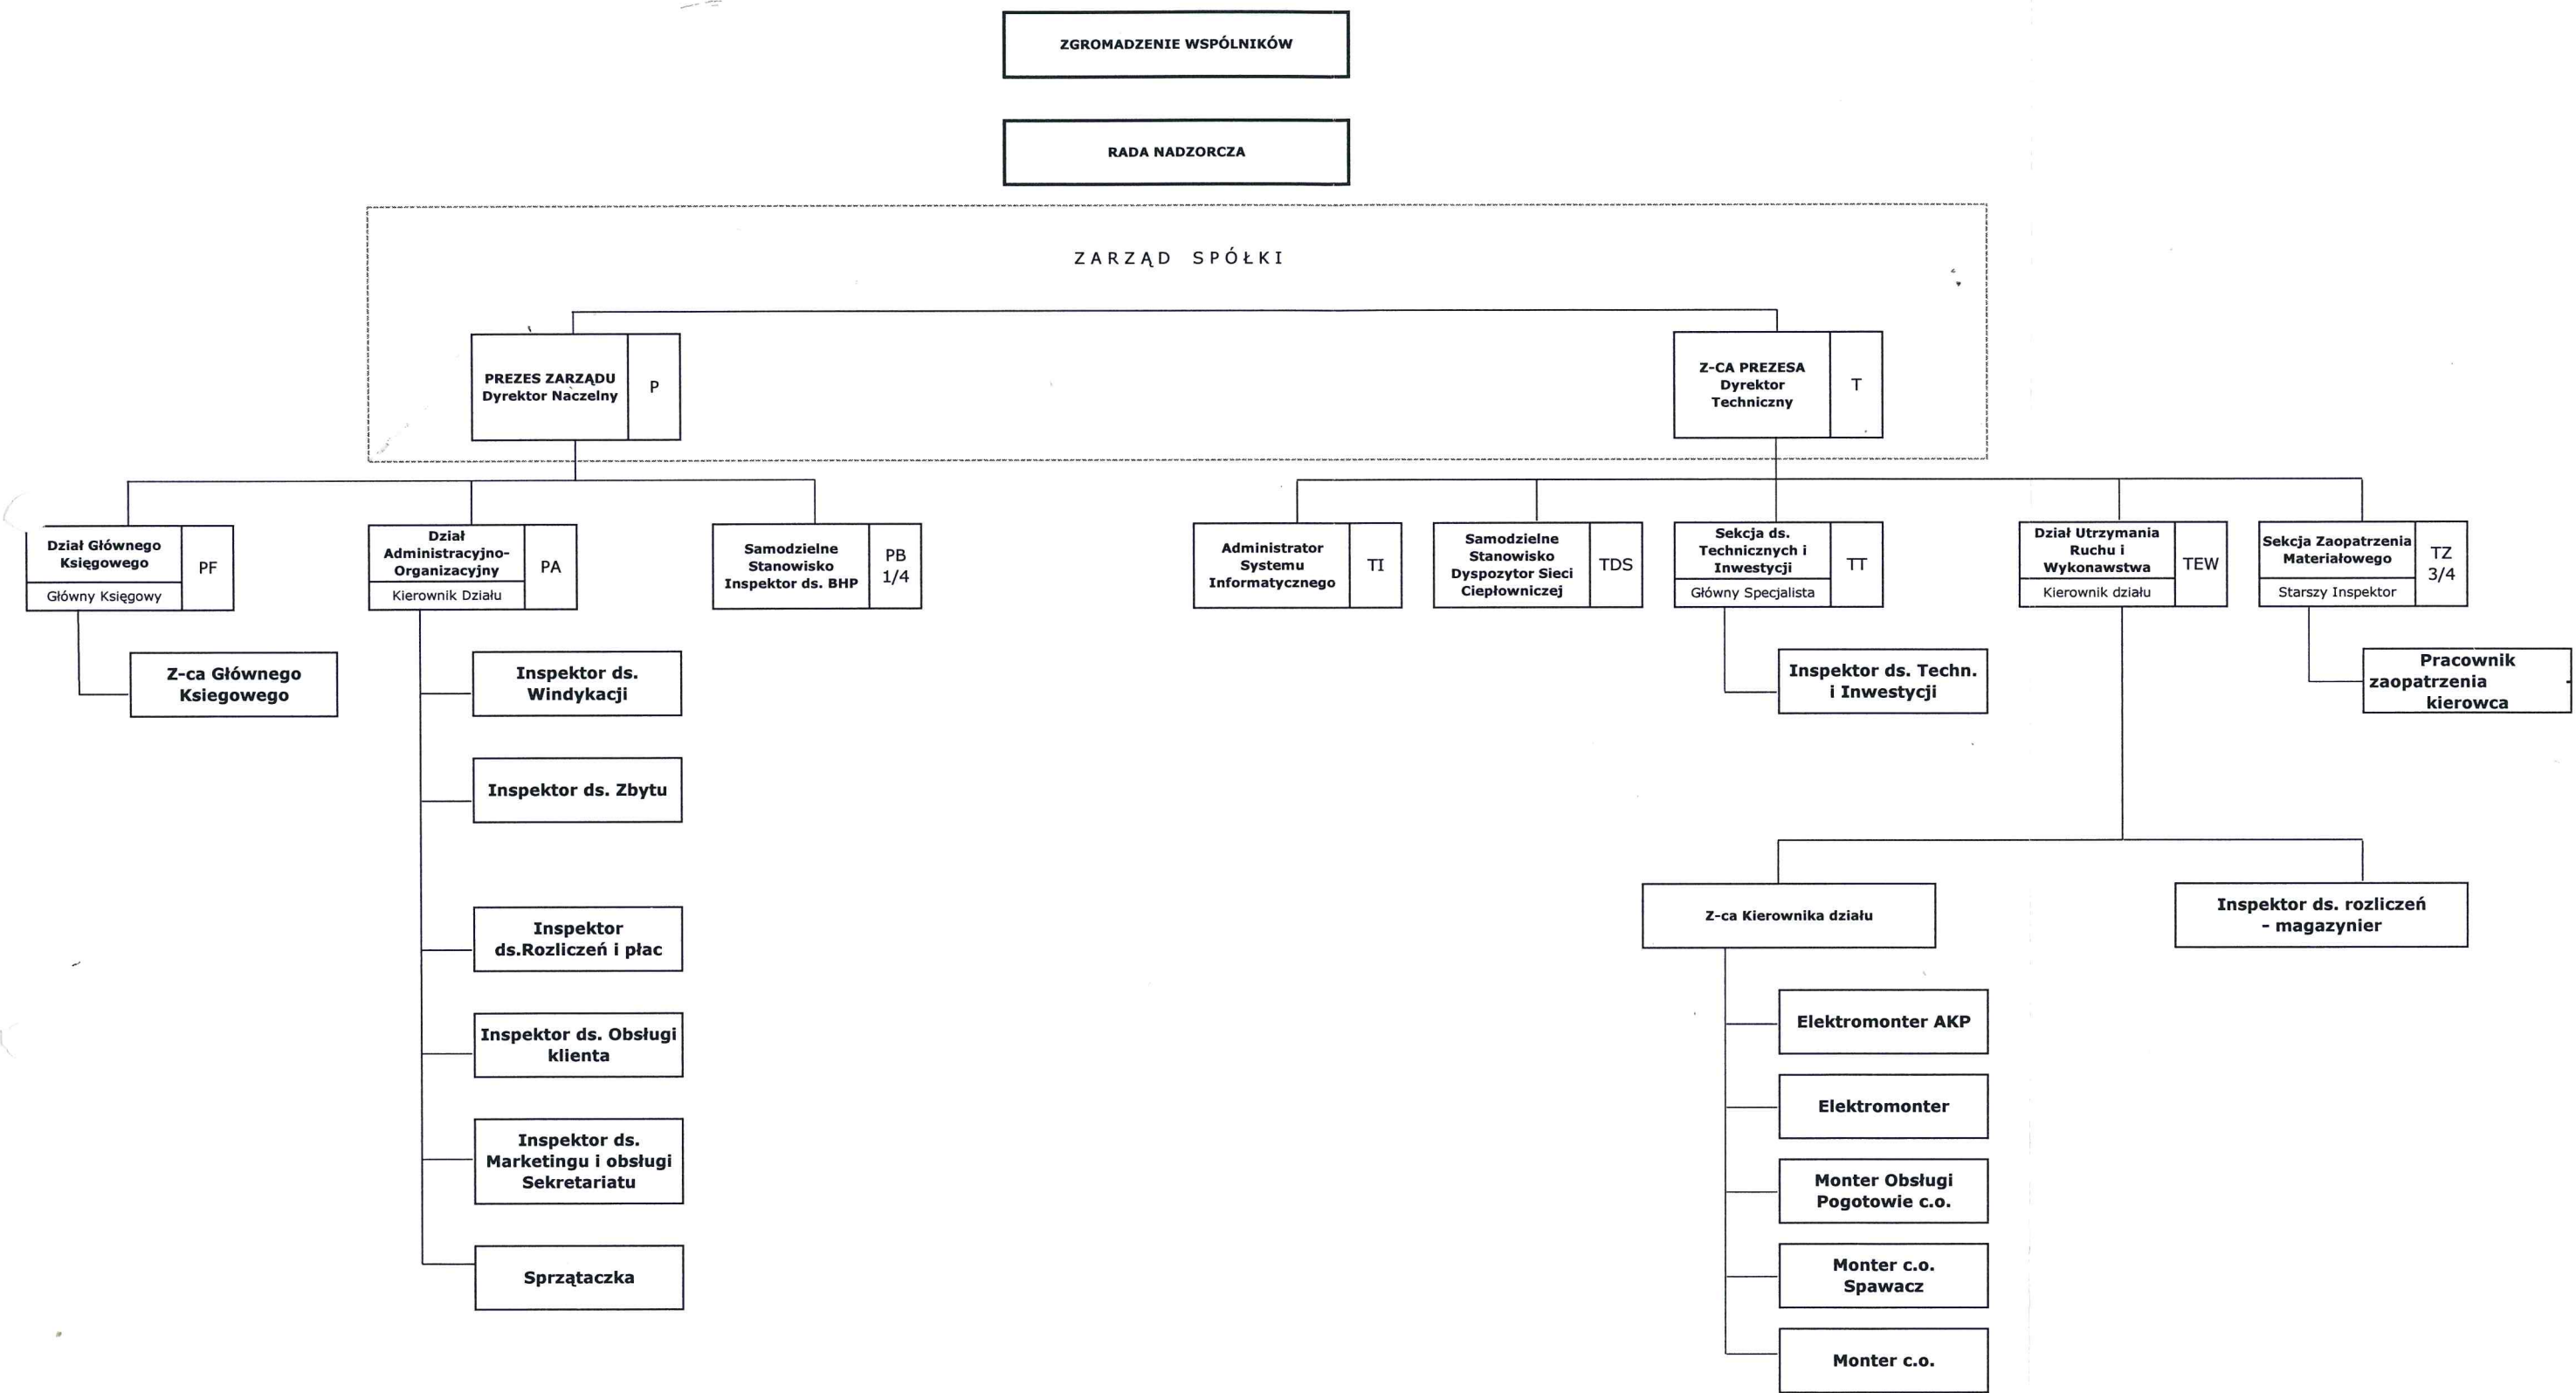 ZGROMADZENIE WSPÓLNIKÓW
RADA NADZORCZA
ZARZĄD SPÓŁKI
PREZES ZARZĄDU
Dyrektor Naczelny
P
Z-CA PREZESA
Dyrektor
Techniczny
T
Dział Głównego
Księgowego
Główny Księgowy
PF
Dział
Administracyjno-
Organizacyjny
Kierownik Działu
PA
Samodzielne
Stanowisko
Inspektor ds. BHP
PB
1/4
Administrator
Systemu
Informatycznego
TI
Samodzielne
Stanowisko
Dyspozytor Sieci
Ciepłowniczej
TDS
Sekcja ds.
Technicznych i
Inwestycji
Główny Specjalista
TT
Dział Utrzymania
Ruchu i
Wykonawstwa
Kierownik działu
TEW
Sekcja Zaopatrzenia
Materiałowego
Starszy Inspektor
TZ
3/4
Z-ca Głównego
Ksiegowego
Inspektor ds.
Windykacji
Inspektor ds. Techn.
i Inwestycji
Pracownik
zaopatrzenia -
kierowca
Inspektor ds. Zbytu
Inspektor
ds.Rozliczeń i płac
Z-ca Kierownika działu
Inspektor ds. rozliczeń
- magazynier
Inspektor ds. Obsługi
klienta
Elektromonter AKP
Inspektor ds.
Marketingu i obsługi
Sekretariatu
Elektromonter
Monter Obsługi
Pogotowie c.o.
Sprzątaczka
Monter c.o.
Spawacz
Monter c.o.